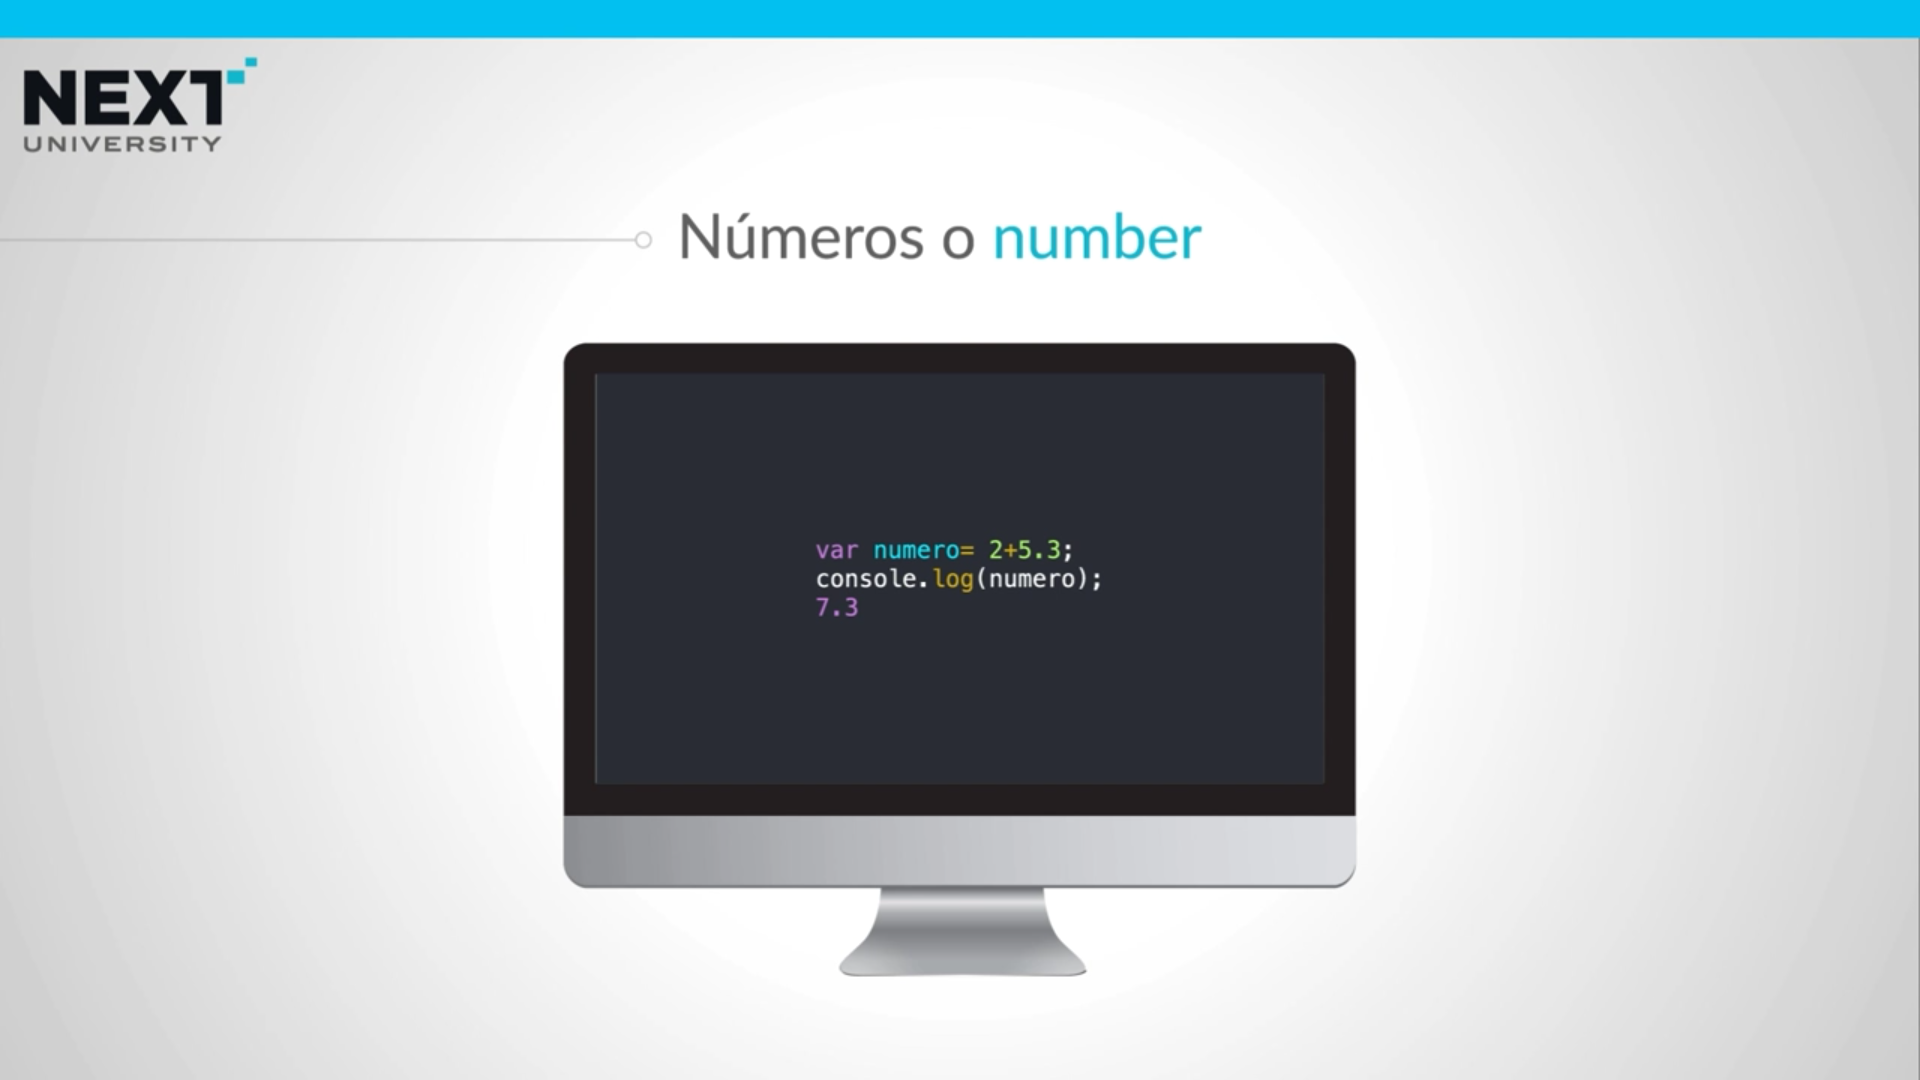 NEXT
UNIVERSITY
Números o number
var numero= 2+5.3;
console.log(numero);
7.3